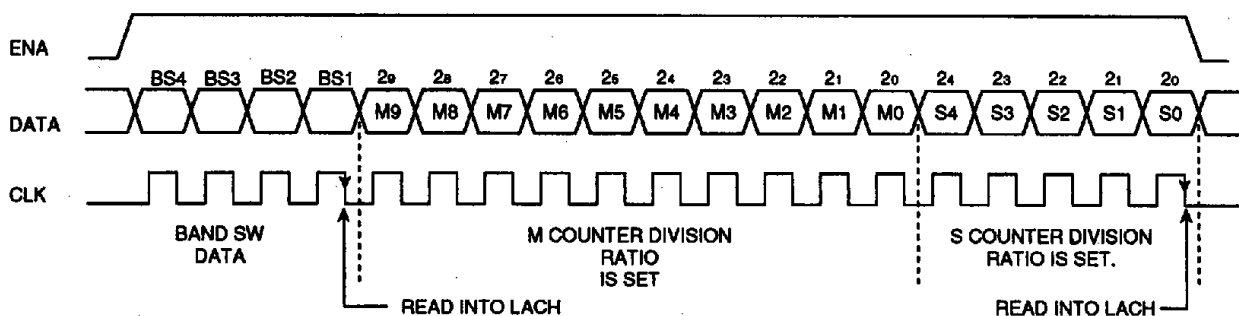 ENA
BS4 BS3 BS2 BS1 29 28 27 26 25 24 23 22 21 20 24 23 22 21 20
DATA M9 M8 M7 M6 M5 M4 M3 M2 M1 M0 S4 S3 S2 S1 S0
CLK
BAND SW
DATA
M COUNTER DIVISION
RATIO
IS SET
S COUNTER DIVISION
RATIO IS SET.
READ INTO LACH
READ INTO LACH